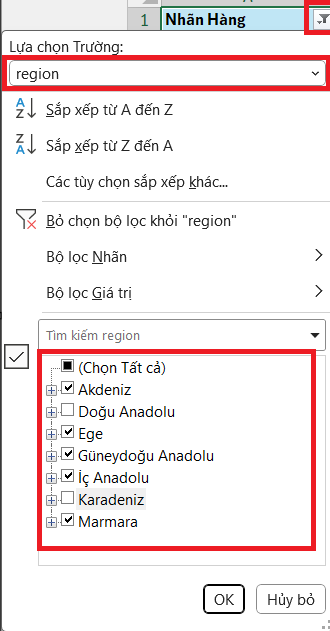 1 Nhãn Hàng
Lựa chọn Trường:
region
Sắp xếp từ A đến Z
Sắp xếp từ Z đến A
Các tùy chọn sắp xếp khác...
Bỏ chọn bộ lọc khỏi "region"
Bộ lọc Nhãn
Bộ lọc Giá trị
Tìm kiếm region
(Chọn Tất cả)
Akdeniz
Doğu Anadolu
Ege
Güneydoğu Anadolu
İç Anadolu
Karadeniz
Marmara
OK Hủy bỏ